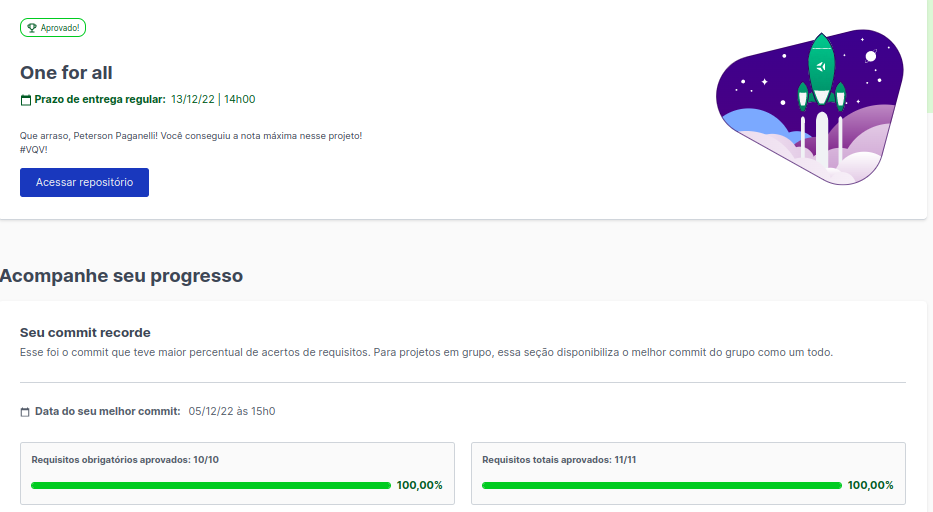 Aprovado!
One for all
Prazo de entrega regular: 13/12/22 | 14h00
Que arraso, Peterson Paganelli! Você conseguiu a nota máxima nesse projeto!
#VQV!
Acessar repositório
Acompanhe seu progresso
Seu commit recorde
Esse foi o commit que teve maior percentual de acertos de requisitos. Para projetos em grupo, essa seção disponibiliza o melhor commit do grupo como um todo.
Data do seu melhor commit: 05/12/22 às 15h0
Requisitos obrigatórios aprovados: 10/10
100,00%
Requisitos totais aprovados: 11/11
100,00%